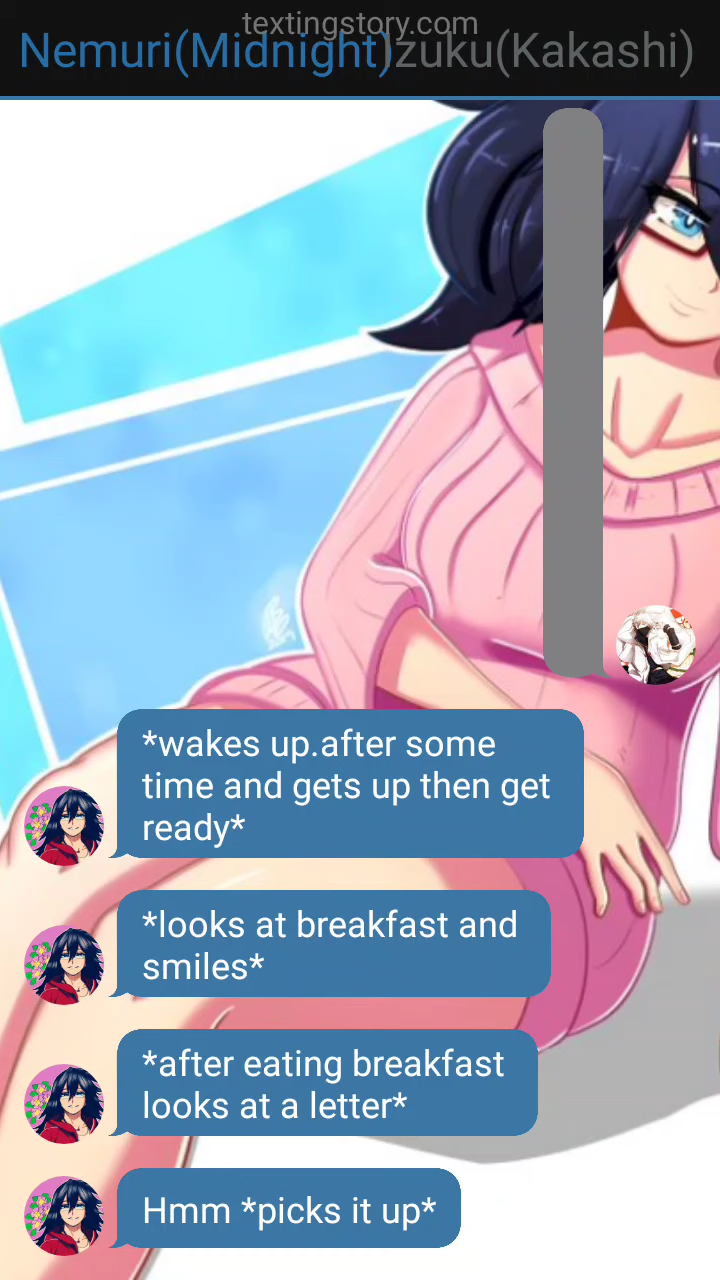 textingstory.com
Nemuri(Midnight)
Izuku(Kakashi)
*wakes up.after some
time and gets up then get
ready*
*looks at breakfast and
smiles*
*after eating breakfast
looks at a letter*
Hmm *picks it up*